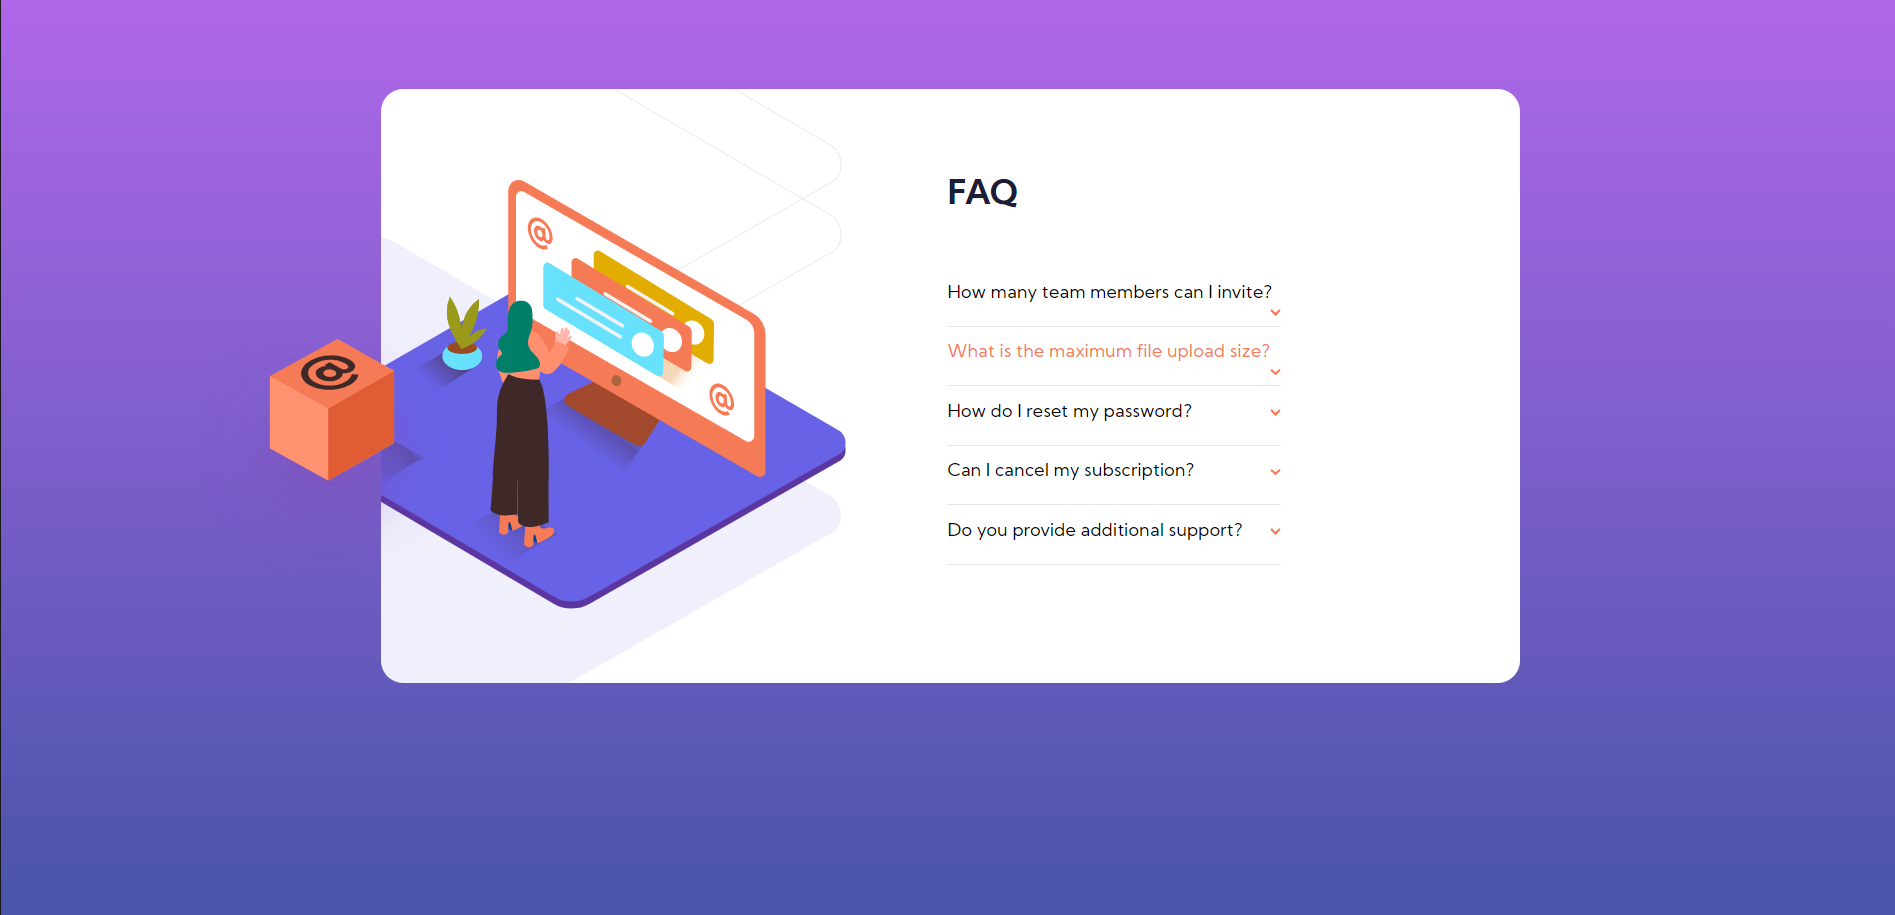 FAQ
How many team members can I invite?
What is the maximum file upload size?
How do I reset my password?
Can I cancel my subscription?
Do you provide additional support?
@
@
@